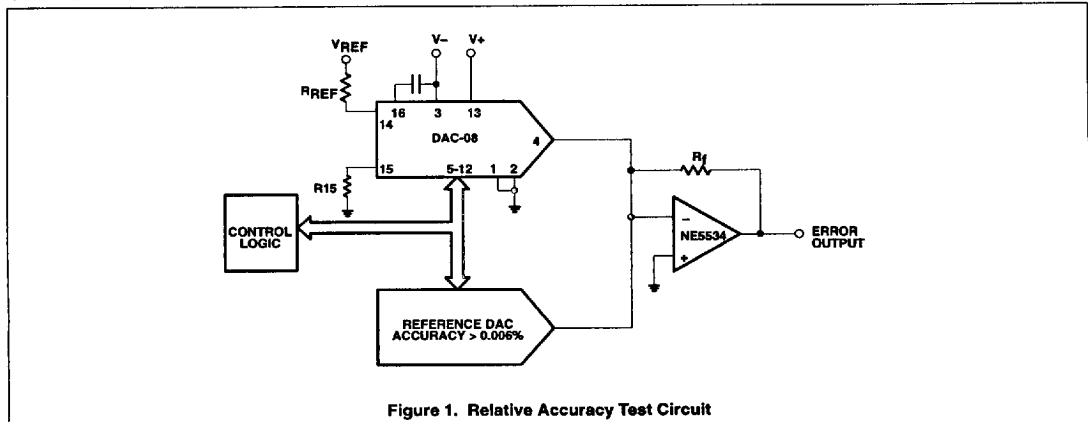 VREF
V–
V+
RREF
16
3
13
14
DAC-08
4
15
5-12
1
2
R15
Rf
CONTROL
LOGIC
–
NE5534
+
ERROR
OUTPUT
REFERENCE DAC
ACCURACY > 0.006%
Figure 1. Relative Accuracy Test Circuit